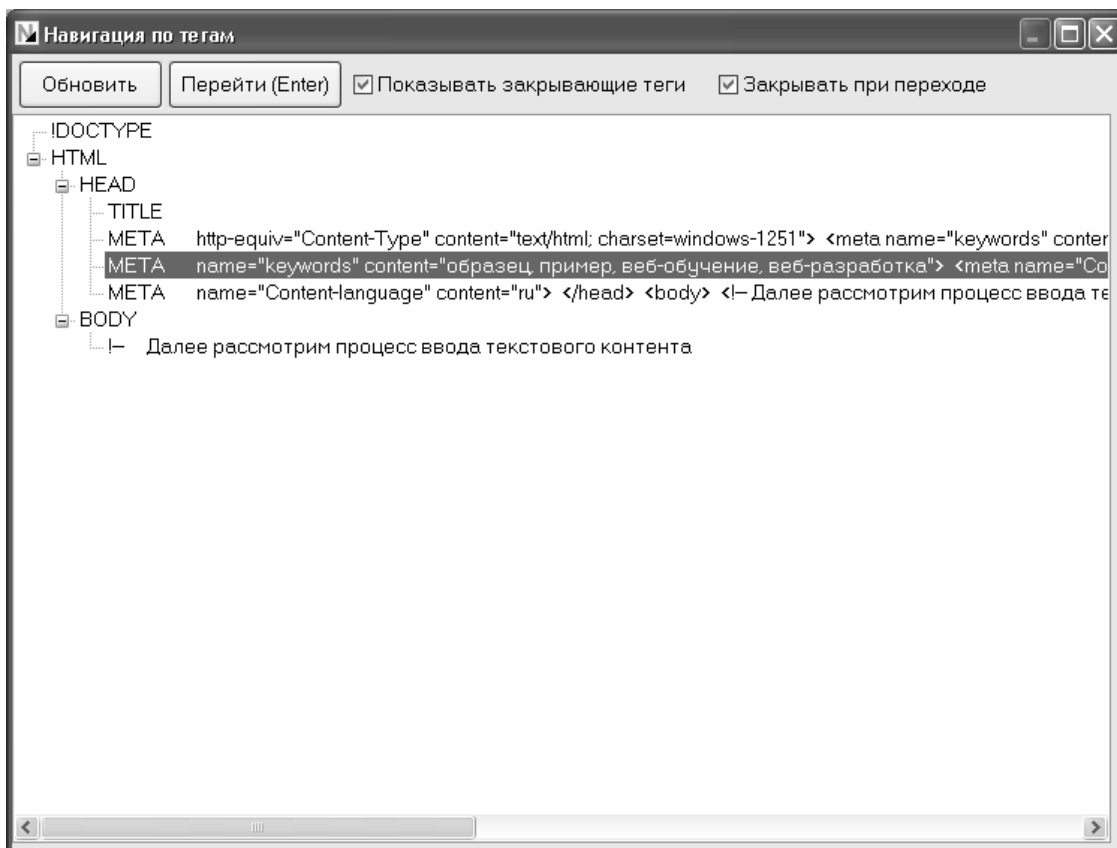 Навигация по тегам
Обновить Перейти (Enter) Показывать закрывающие теги Закрывать при переходе
!DOCTYPE
HTML
HEAD
TITLE
META http-equiv="Content-Type" content="text/html; charset=windows-1251"> <meta name="keywords" conter
META name="keywords" content="образец, пример, веб-обучение, веб-разработка"> <meta name="Co
META name="Content-language" content="ru"> </head> <body> <!-- Далее рассмотрим процесс ввода те
BODY
!-- Далее рассмотрим процесс ввода текстового контента